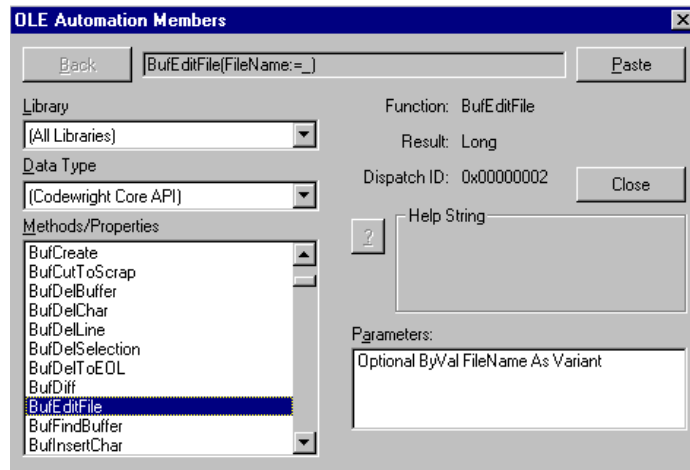 OLE Automation Members
Back
BufEditFile(FileName:=_)
Paste
Library
(All Libraries)
Data Type
(Codewright Core API)
Methods/Properties
BufCreate
BufCutToScrap
BufDelBuffer
BufDelChar
BufDelLine
BufDelSelection
BufDelToEOL
BufDiff
BufEditFile
BufFindBuffer
BufInsertChar
Function: BufEditFile
Result: Long
Dispatch ID: 0x00000002
Close
?
Help String
Parameters:
Optional ByVal FileName As Variant